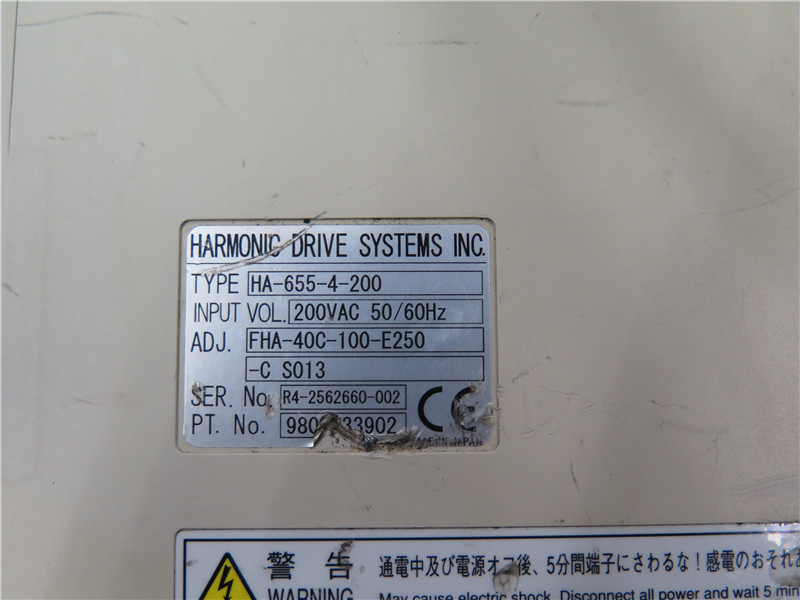 HARMONIC DRIVE SYSTEMS INC.
TYPE HA-655-4-200
INPUT VOL. 200VAC 50/60Hz
ADJ. FHA-40C-100-E250
-C S013
SER. No. R4-2562660-002
PT. No.
CE
MADE IN JAPAN
警告 通電中及び電源オフ後、5分間端子にさわるな!感電のおそれ
WARNING May cause electric shock. Disconnect all power and wait 5 min